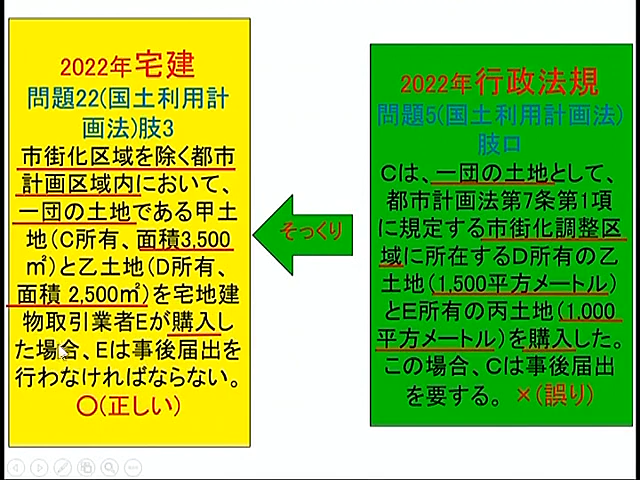 2022年宅建
問題22(国土利用計
画法)肢3
市街化区域を除く都市
計画区域内において、
一団の土地である甲土
地(C所有、面積3,500
㎡)と乙土地(D所有、
面積 2,500㎡)を宅地建
物取引業者Eが購入し
た場合、Eは事後届出を
行わなければならない。
〇(正しい)
そっくり
2022年行政法規
問題5(国土利用計画法)
肢ロ
Cは、一団の土地として、
都市計画法第7条第1項
に規定する市街化調整区
域に所在するD所有の乙
土地(1,500平方メートル)
とE所有の丙土地(1,000
平方メートル)を購入した。
この場合、Cは事後届出
を要する。×(誤り)